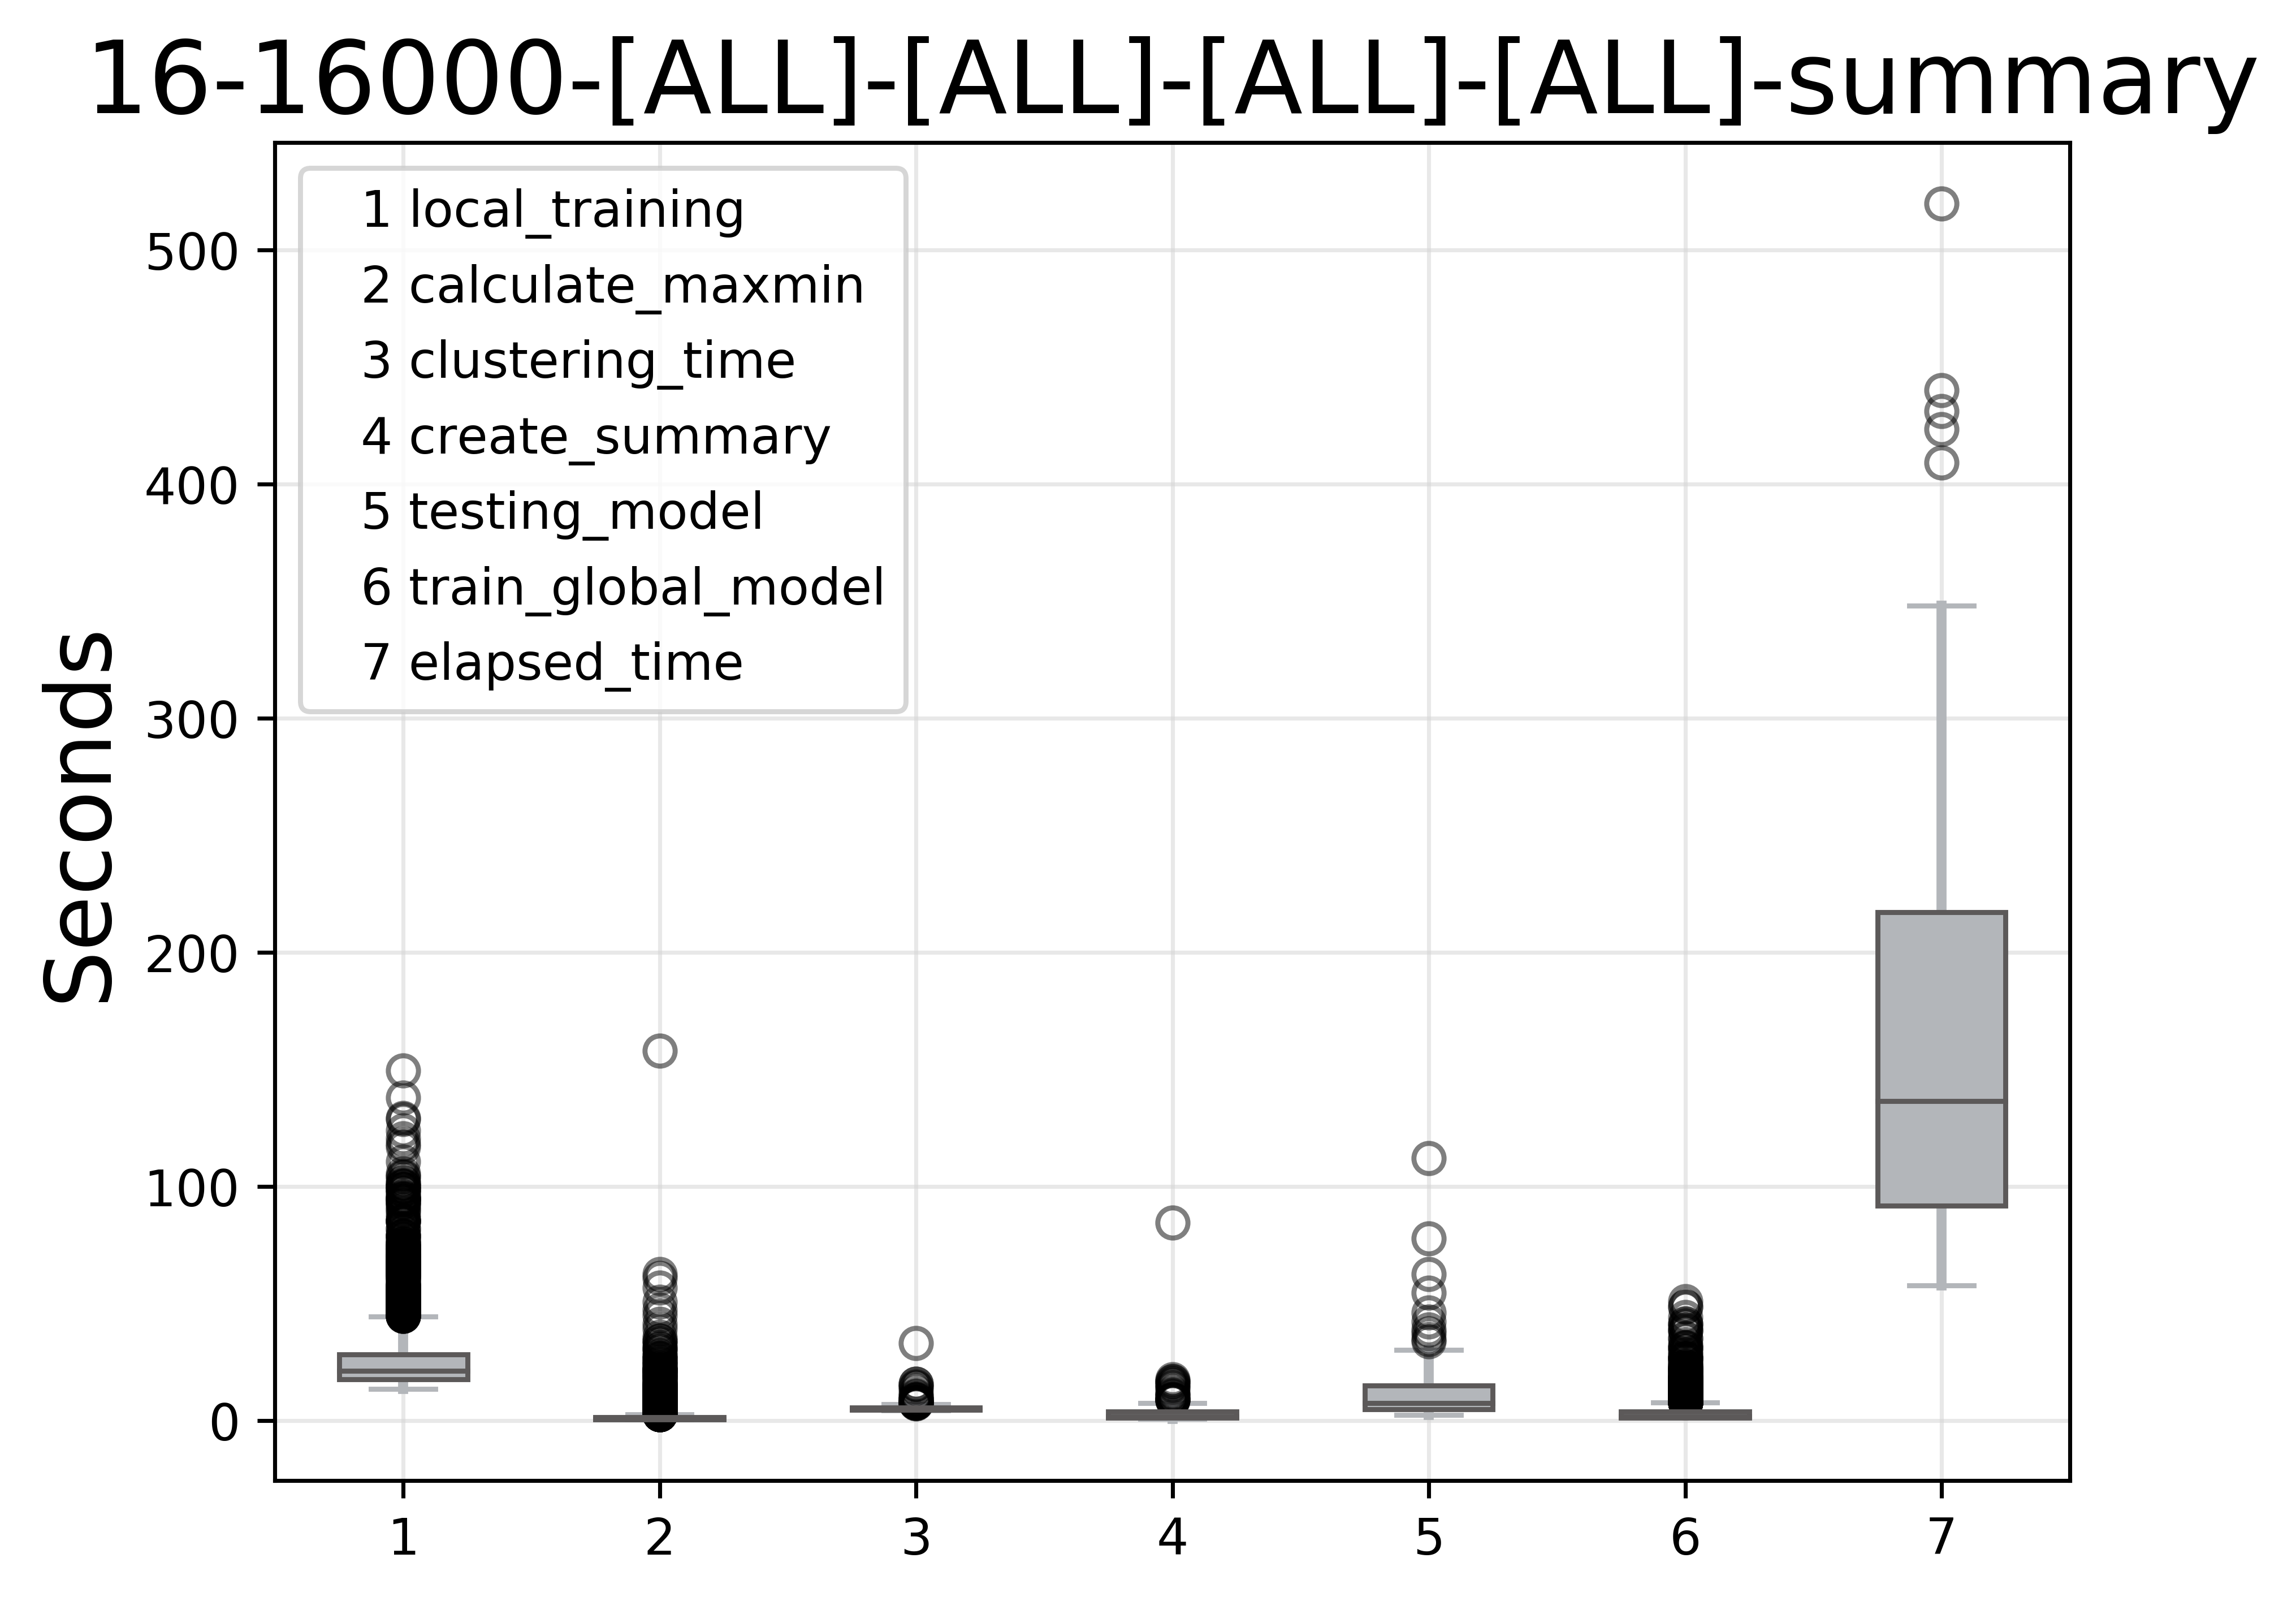 16-16000-[ALL]-[ALL]-[ALL]-[ALL]-summary
Seconds
500
400
300
200
100
0
1 local_training
2 calculate_maxmin
3 clustering_time
4 create_summary
5 testing_model
6 train_global_model
7 elapsed_time
1 2 3 4 5 6 7